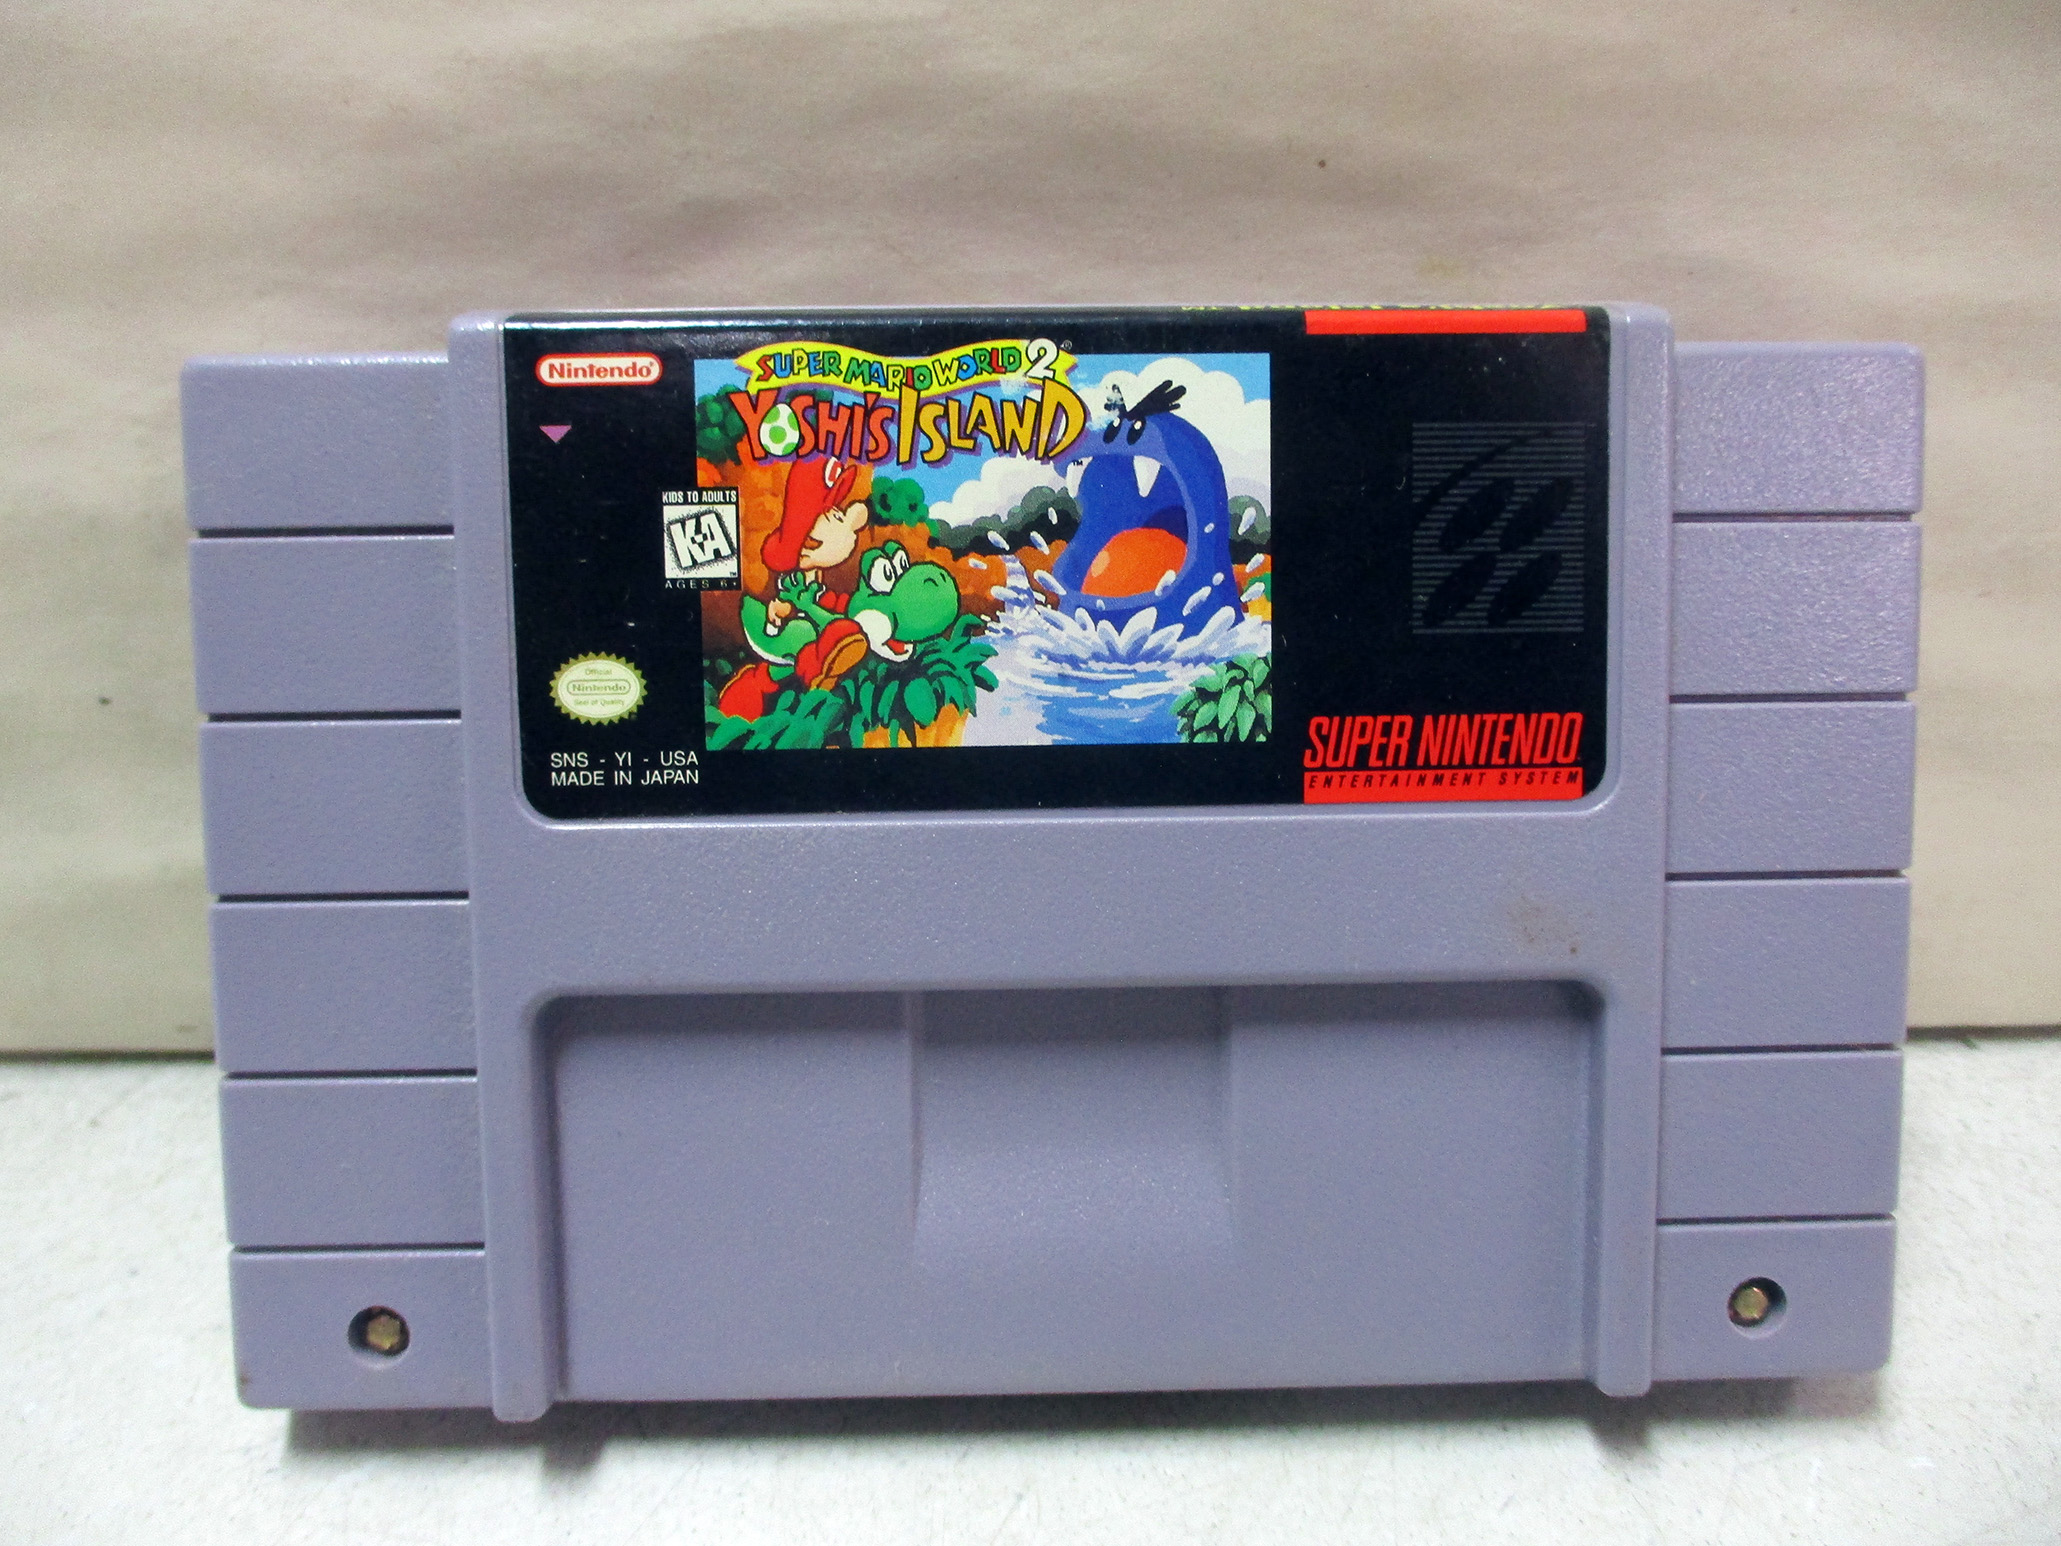 Nintendo®
SUPER MARIO WORLD 2
YOSHI'S ISLAND™
KIDS TO ADULTS
K-A
AGES 6+
Official
Nintendo
Seal of Quality
SNS - YI - USA
MADE IN JAPAN
SUPER NINTENDO
ENTERTAINMENT SYSTEM